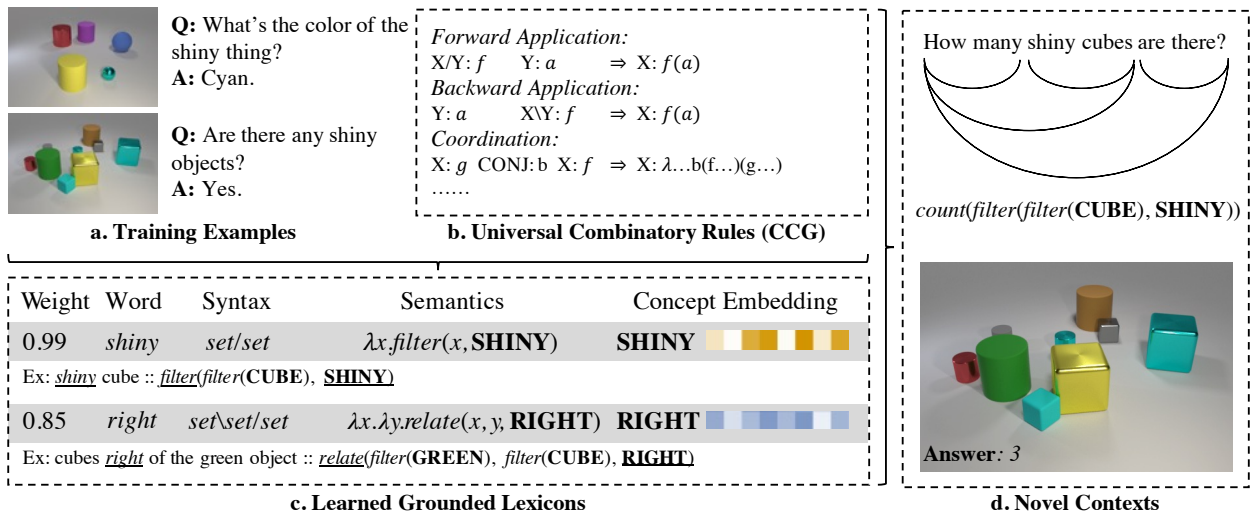 Q: What's the color of the
shiny thing?
A: Cyan.
Q: Are there any shiny
objects?
A: Yes.
a. Training Examples
Forward Application:
X/Y: f Y: a ⇒ X: f(a)
Backward Application:
Y: a X\Y: f ⇒ X: f(a)
Coordination:
X: g CONJ: b X: f ⇒ X: λ...b(f...)(g...)
......
b. Universal Combinatory Rules (CCG)
Weight Word Syntax Semantics Concept Embedding
0.99 shiny set/set λx.filter(x, SHINY) SHINY
Ex: shiny cube :: filter(filter(CUBE), SHINY)
0.85 right set\set/set λx.λy.relate(x, y, RIGHT) RIGHT
Ex: cubes right of the green object :: relate(filter(GREEN), filter(CUBE), RIGHT)
c. Learned Grounded Lexicons
How many shiny cubes are there?
count(filter(filter(CUBE), SHINY))
Answer: 3
d. Novel Contexts